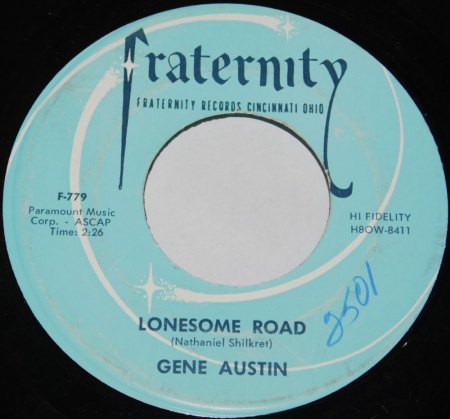 Fraternity
FRATERNITY RECORDS CINCINNATI OHIO
F-779
Paramount Music
Corp. - ASCAP
Time: 2:26
HI FIDELITY
H8OW-8411
2501
LONESOME ROAD
(Nathaniel Shilkret)
GENE AUSTIN